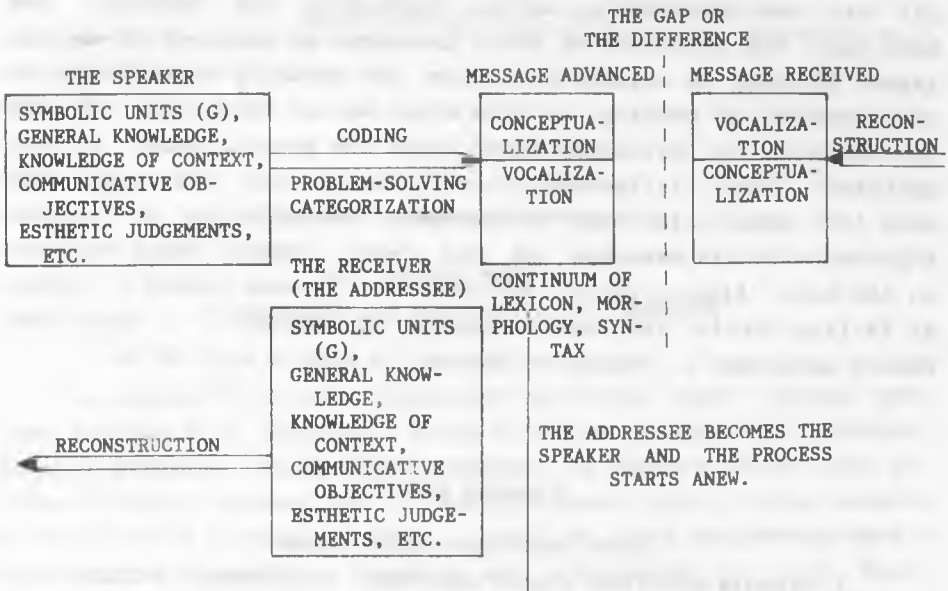 THE GAP OR
THE DIFFERENCE
THE SPEAKER
SYMBOLIC UNITS (G),
GENERAL KNOWLEDGE,
KNOWLEDGE OF CONTEXT,
COMMUNICATIVE OB-
JECTIVES,
ESTHETIC JUDGEMENTS,
ETC.
CODING
PROBLEM-SOLVING
CATEGORIZATION
MESSAGE ADVANCED
CONCEPTUA-
LIZATION
VOCALIZA-
TION
MESSAGE RECEIVED
VOCALIZA-
TION
CONCEPTUA-
LIZATION
RECON-
STRUCTION
CONTINUUM OF
LEXICON, MOR-
PHOLOGY, SYN-
TAX
THE RECEIVER
(THE ADDRESSEE)
SYMBOLIC UNITS
(G),
GENERAL KNOW-
LEDGE,
KNOWLEDGE OF
CONTEXT,
COMMUNICATIVE
OBJECTIVES,
ESTHETIC JUDGE-
MENTS, ETC.
RECONSTRUCTION
THE ADDRESSEE BECOMES THE
SPEAKER AND THE PROCESS
STARTS ANEW.